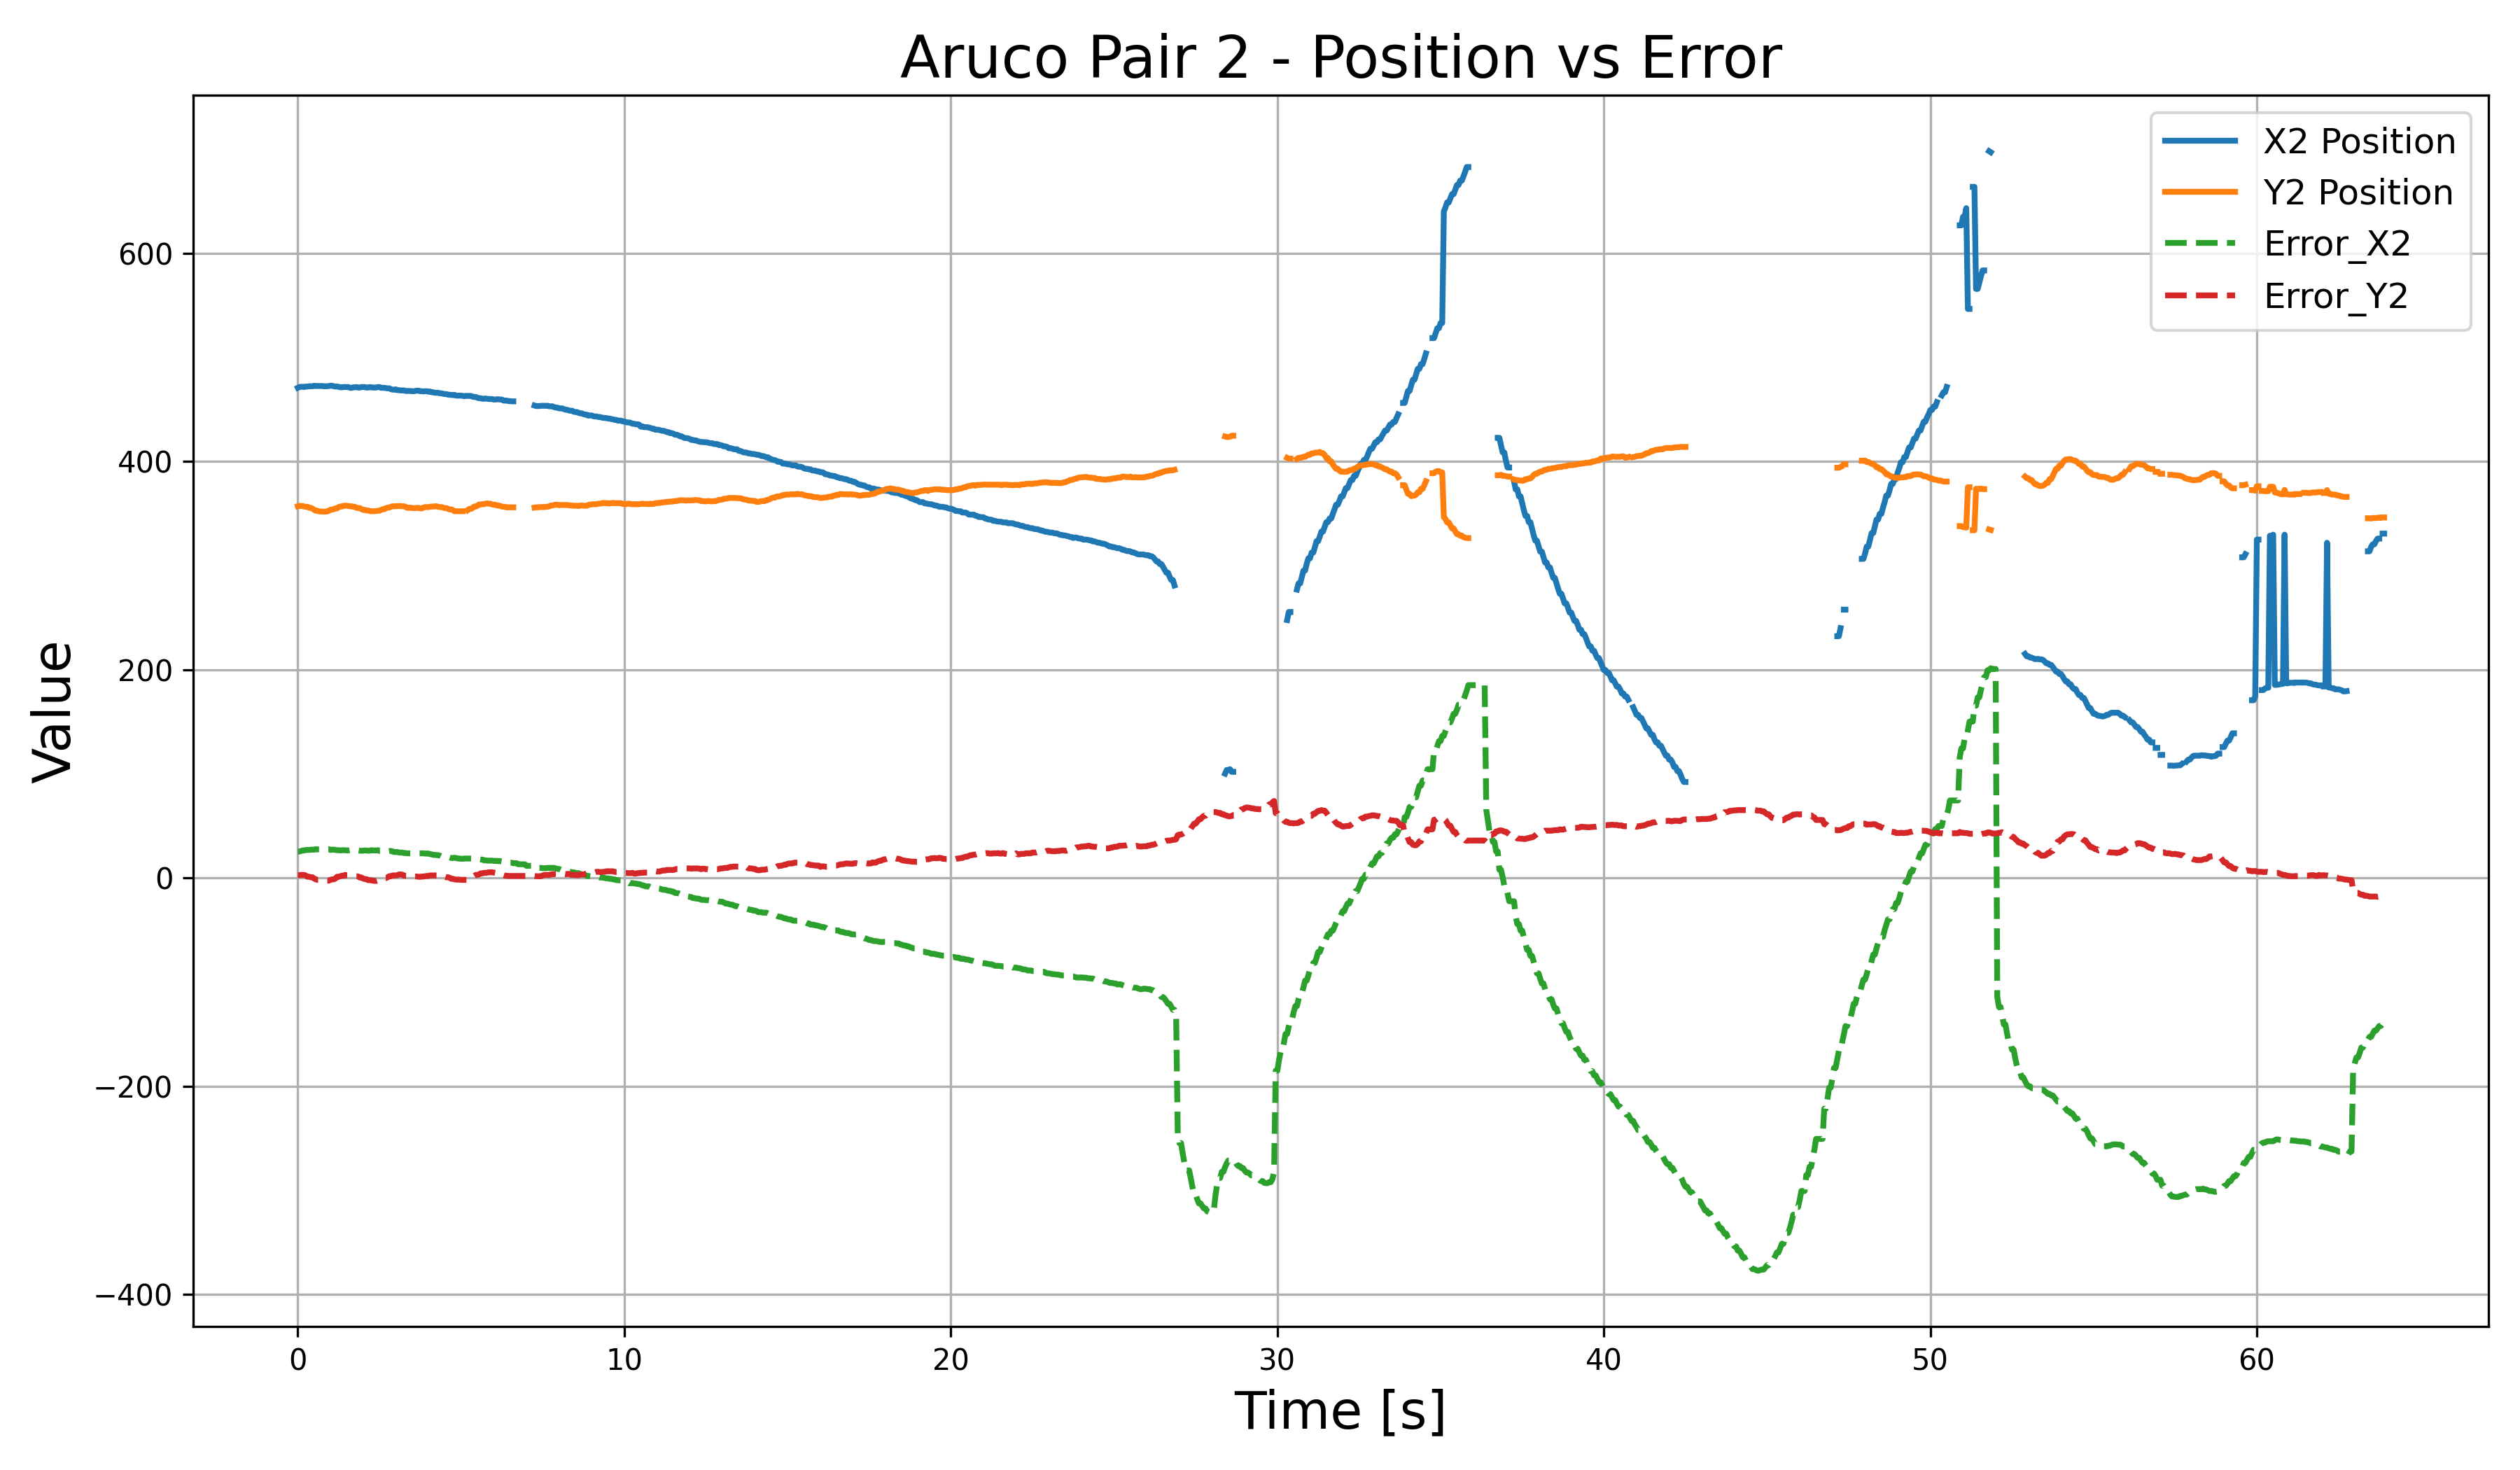 Aruco Pair 2 - Position vs Error
X2 Position
Y2 Position
Error_X2
Error_Y2
Value
600
400
200
0
−200
−400
0 10 20 30 40 50 60
Time [s]